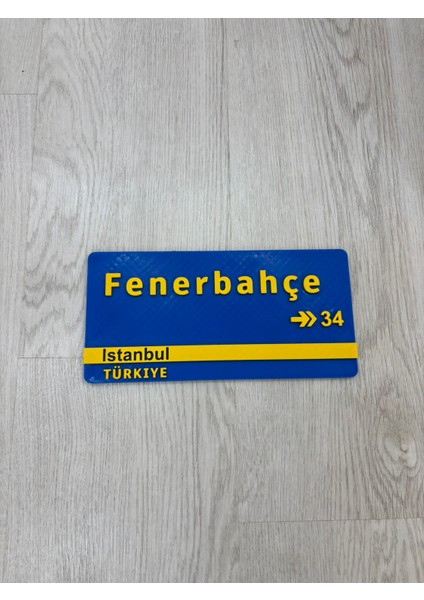 Fenerbahçe
34
Istanbul
TÜRKIYE